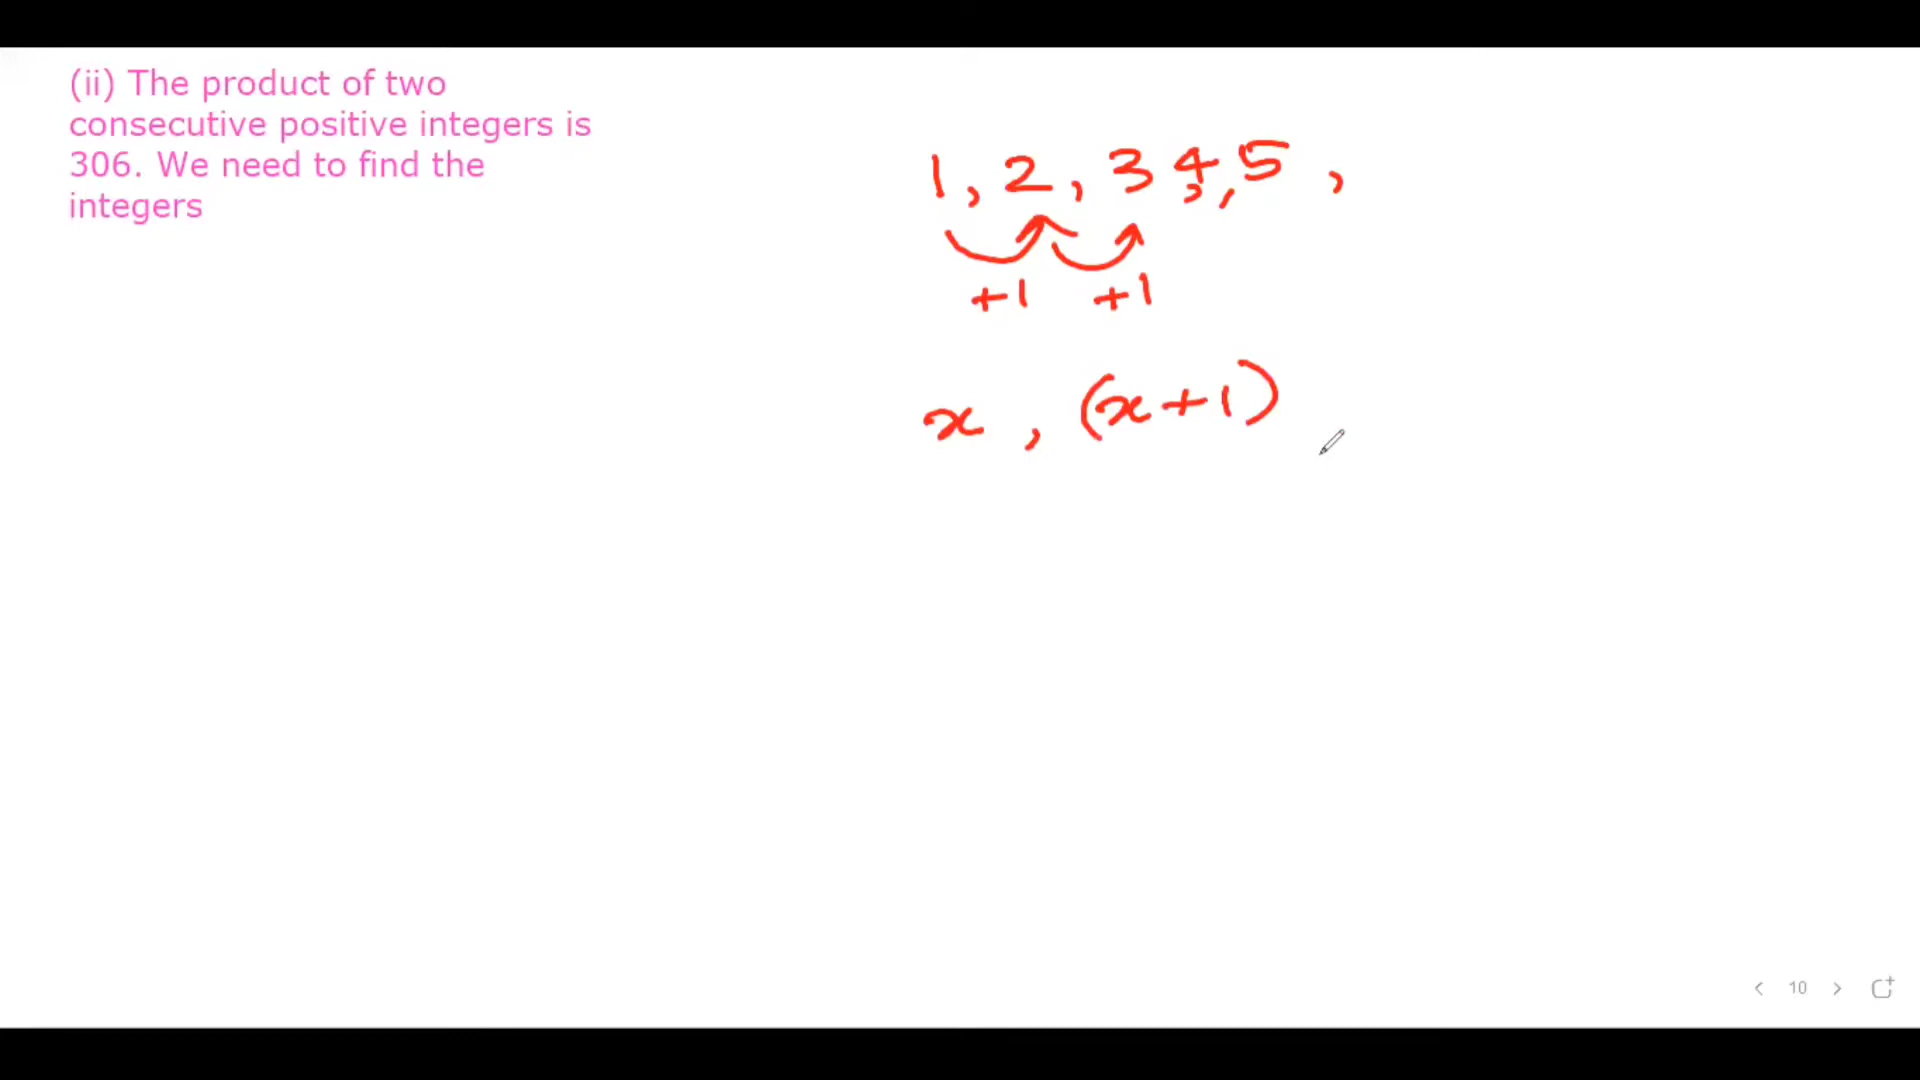 (ii) The product of two
consecutive positive integers is
306. We need to find the
integers
1, 2, 3 4, , 5 ,
+1 +1
x , (x+1)
< 10 >